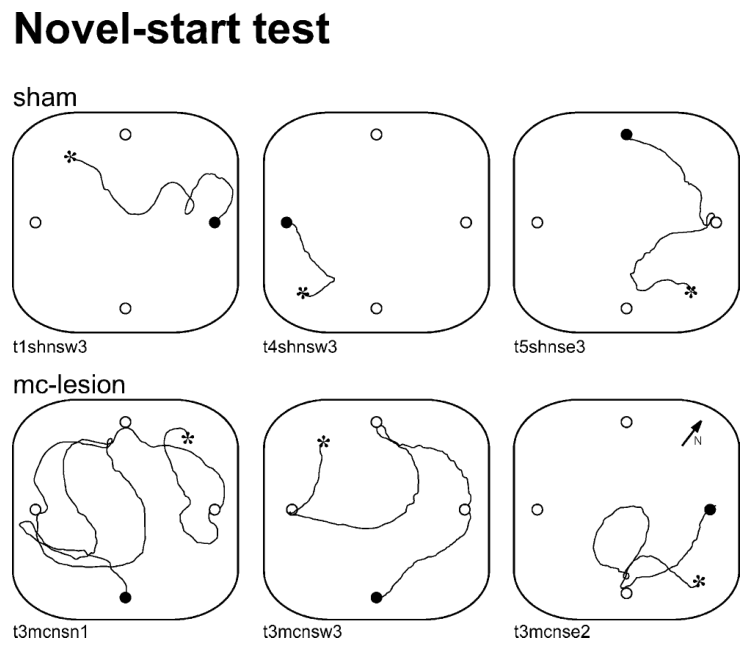 Novel-start test
sham
t1shnsw3 t4shnsw3 t5shnse3
mc-lesion
N
t3mcnsn1 t3mcnsw3 t3mcnse2